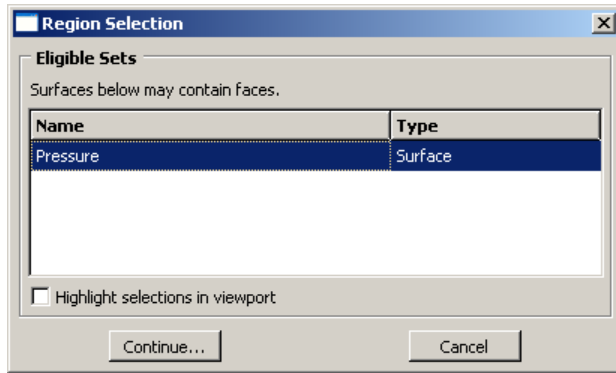 Region Selection
Eligible Sets
Surfaces below may contain faces.
Name Type
Pressure Surface
Highlight selections in viewport
Continue... Cancel